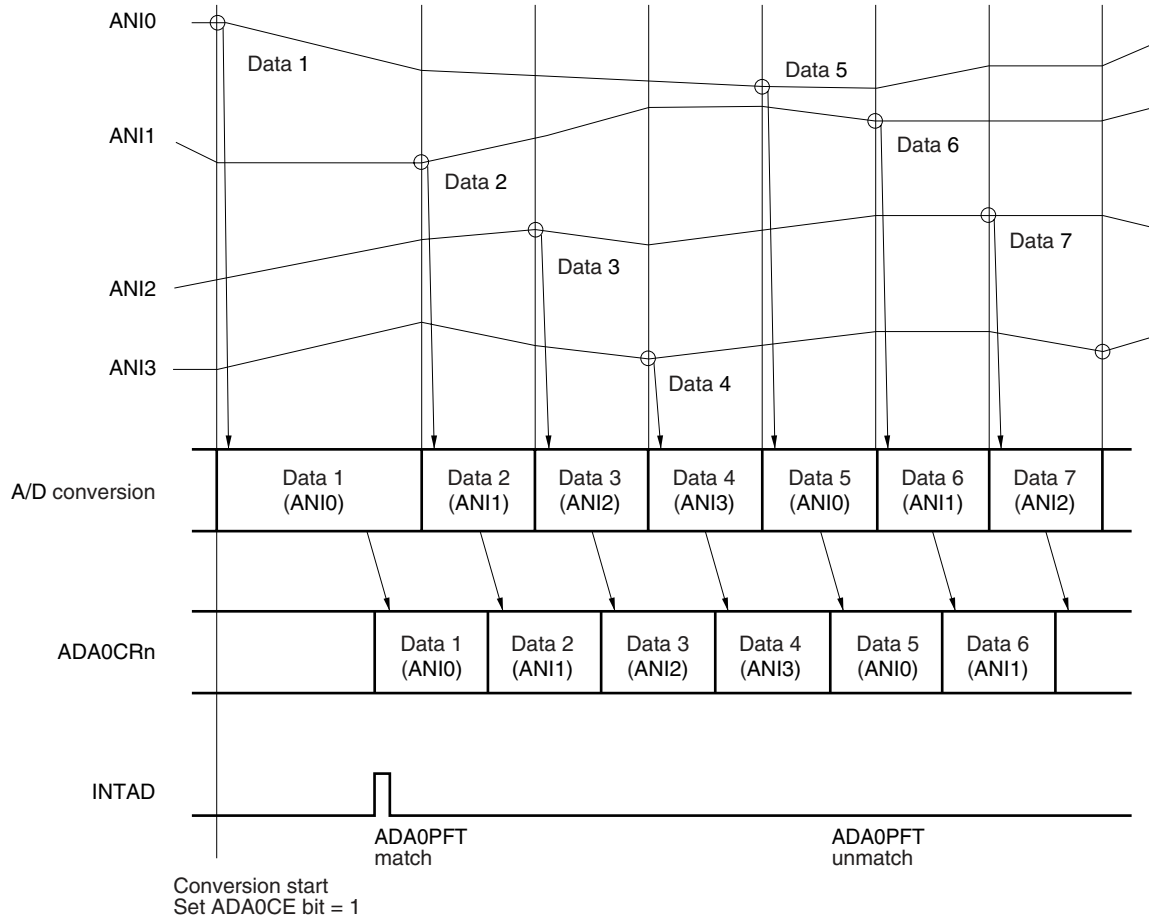 ANI0
Data 1
Data 5
ANI1
Data 6
Data 2
Data 7
Data 3
ANI2
ANI3
Data 4
A/D conversion
Data 1
(ANI0)
Data 2
(ANI1)
Data 3
(ANI2)
Data 4
(ANI3)
Data 5
(ANI0)
Data 6
(ANI1)
Data 7
(ANI2)
ADA0CRn
Data 1
(ANI0)
Data 2
(ANI1)
Data 3
(ANI2)
Data 4
(ANI3)
Data 5
(ANI0)
Data 6
(ANI1)
INTAD
ADA0PFT
match
ADA0PFT
unmatch
Conversion start
Set ADA0CE bit = 1